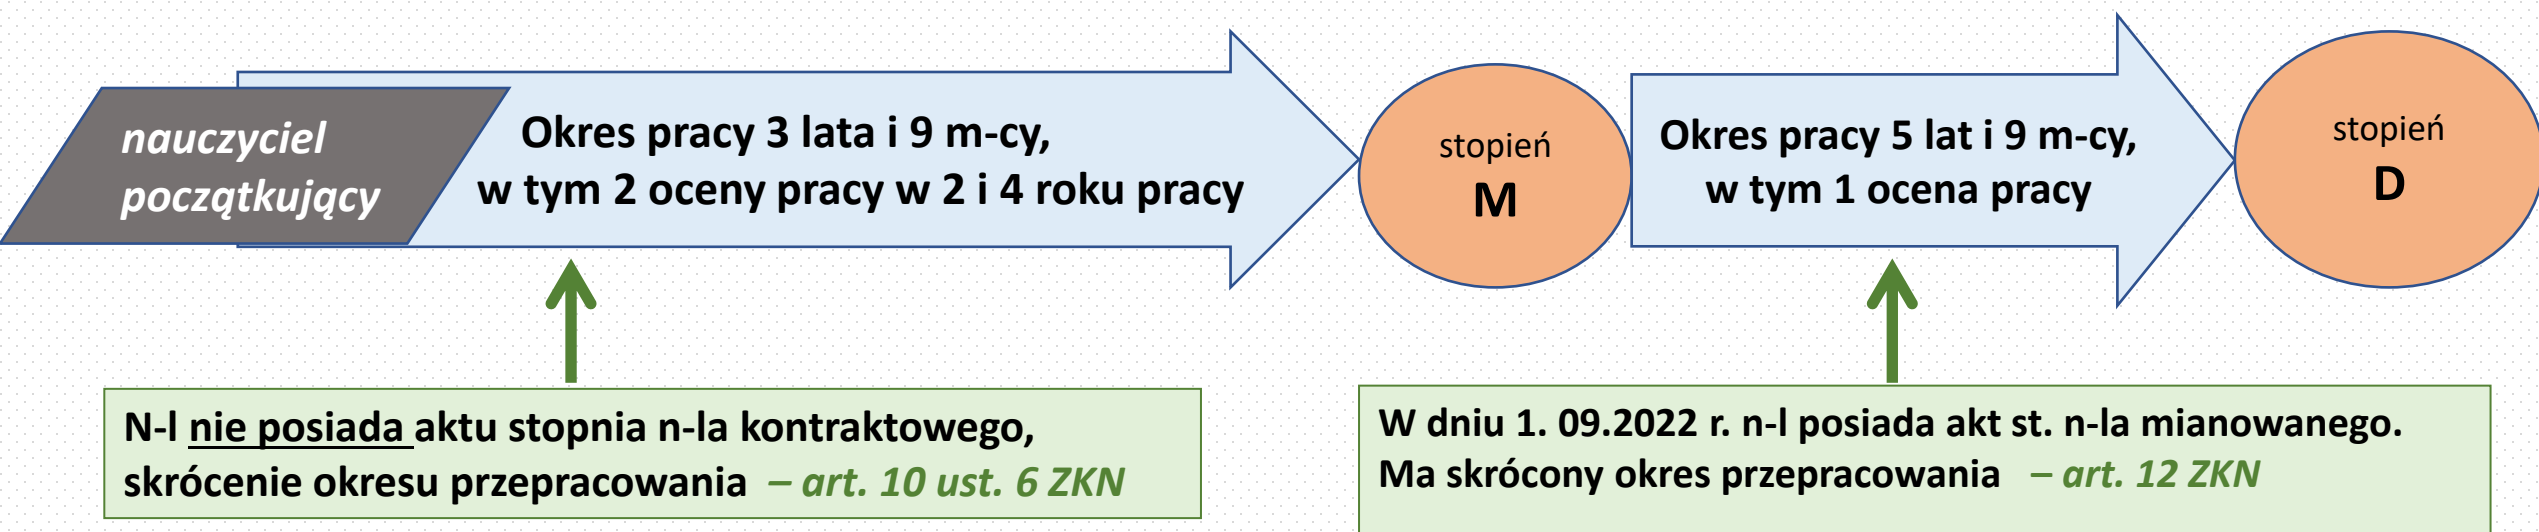 nauczyciel
początkujący
Okres pracy 3 lata i 9 m-cy,
w tym 2 oceny pracy w 2 i 4 roku pracy
stopień
M
Okres pracy 5 lat i 9 m-cy,
w tym 1 ocena pracy
stopień
D
N-l nie posiada aktu stopnia n-la kontraktowego,
skrócenie okresu przepracowania – art. 10 ust. 6 ZKN
W dniu 1. 09.2022 r. n-l posiada akt st. n-la mianowanego.
Ma skrócony okres przepracowania – art. 12 ZKN